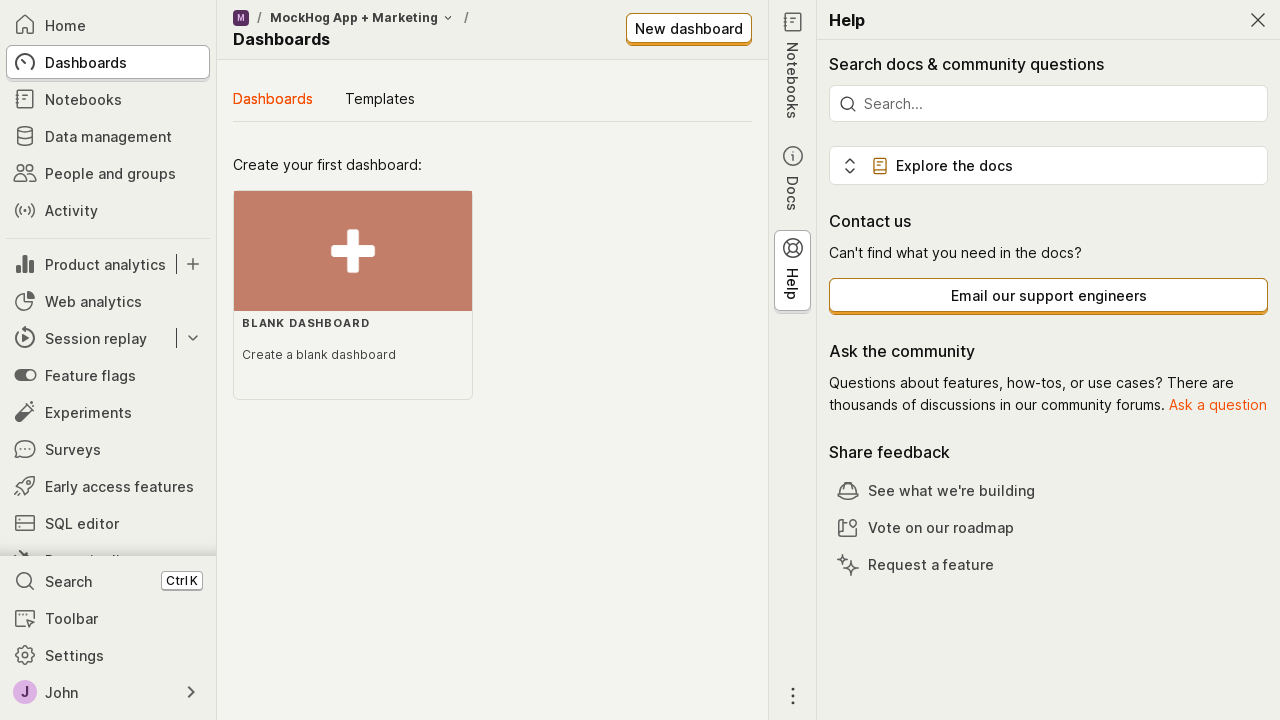 Home
Dashboards
Notebooks
Data management
People and groups
Activity
Product analytics
Web analytics
Session replay
Feature flags
Experiments
Surveys
Early access features
SQL editor
Search
Ctrl K
Toolbar
Settings
J
John
M / MockHog App + Marketing /
Dashboards
New dashboard
Dashboards
Templates
Create your first dashboard:
BLANK DASHBOARD
Create a blank dashboard
Notebooks
Docs
Help
Help
Search docs & community questions
Search...
Explore the docs
Contact us
Can't find what you need in the docs?
Email our support engineers
Ask the community
Questions about features, how-tos, or use cases? There are
thousands of discussions in our community forums. Ask a question
Share feedback
See what we're building
Vote on our roadmap
Request a feature